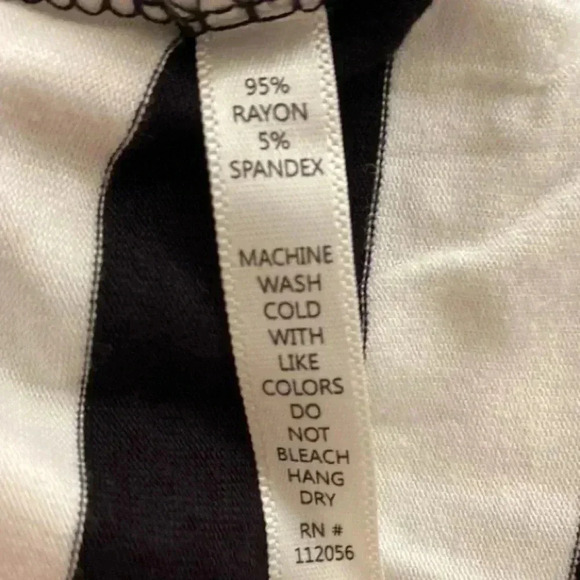 95%
RAYON
5%
SPANDEX
MACHINE
WASH
COLD
WITH
LIKE
COLORS
DO
NOT
BLEACH
HANG
DRY
RN #
112056